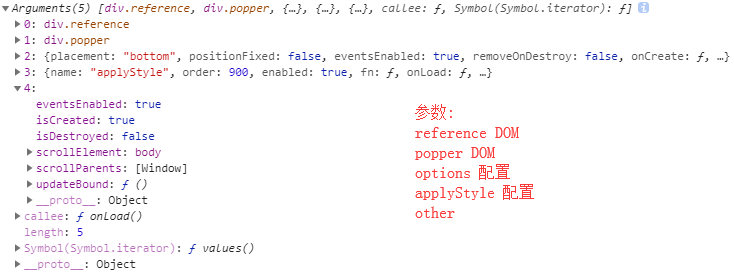 ▼Arguments(5) [div.reference, div.popper, {…}, {…}, {…}, callee: ƒ, Symbol(Symbol.iterator): ƒ] i
▶0: div.reference
▶1: div.popper
▶2: {placement: "bottom", positionFixed: false, eventsEnabled: true, removeOnDestroy: false, onCreate: ƒ, …}
▶3: {name: "applyStyle", order: 900, enabled: true, fn: ƒ, onLoad: ƒ, …}
▼4:
eventsEnabled: true
isCreated: true
isDestroyed: false
▶scrollElement: body
▶scrollParents: [Window]
▶updateBound: ƒ ()
▶__proto__: Object
▶callee: ƒ onLoad()
length: 5
▶Symbol(Symbol.iterator): ƒ values()
▶__proto__: Object
参数:
reference DOM
popper DOM
options 配置
applyStyle 配置
other